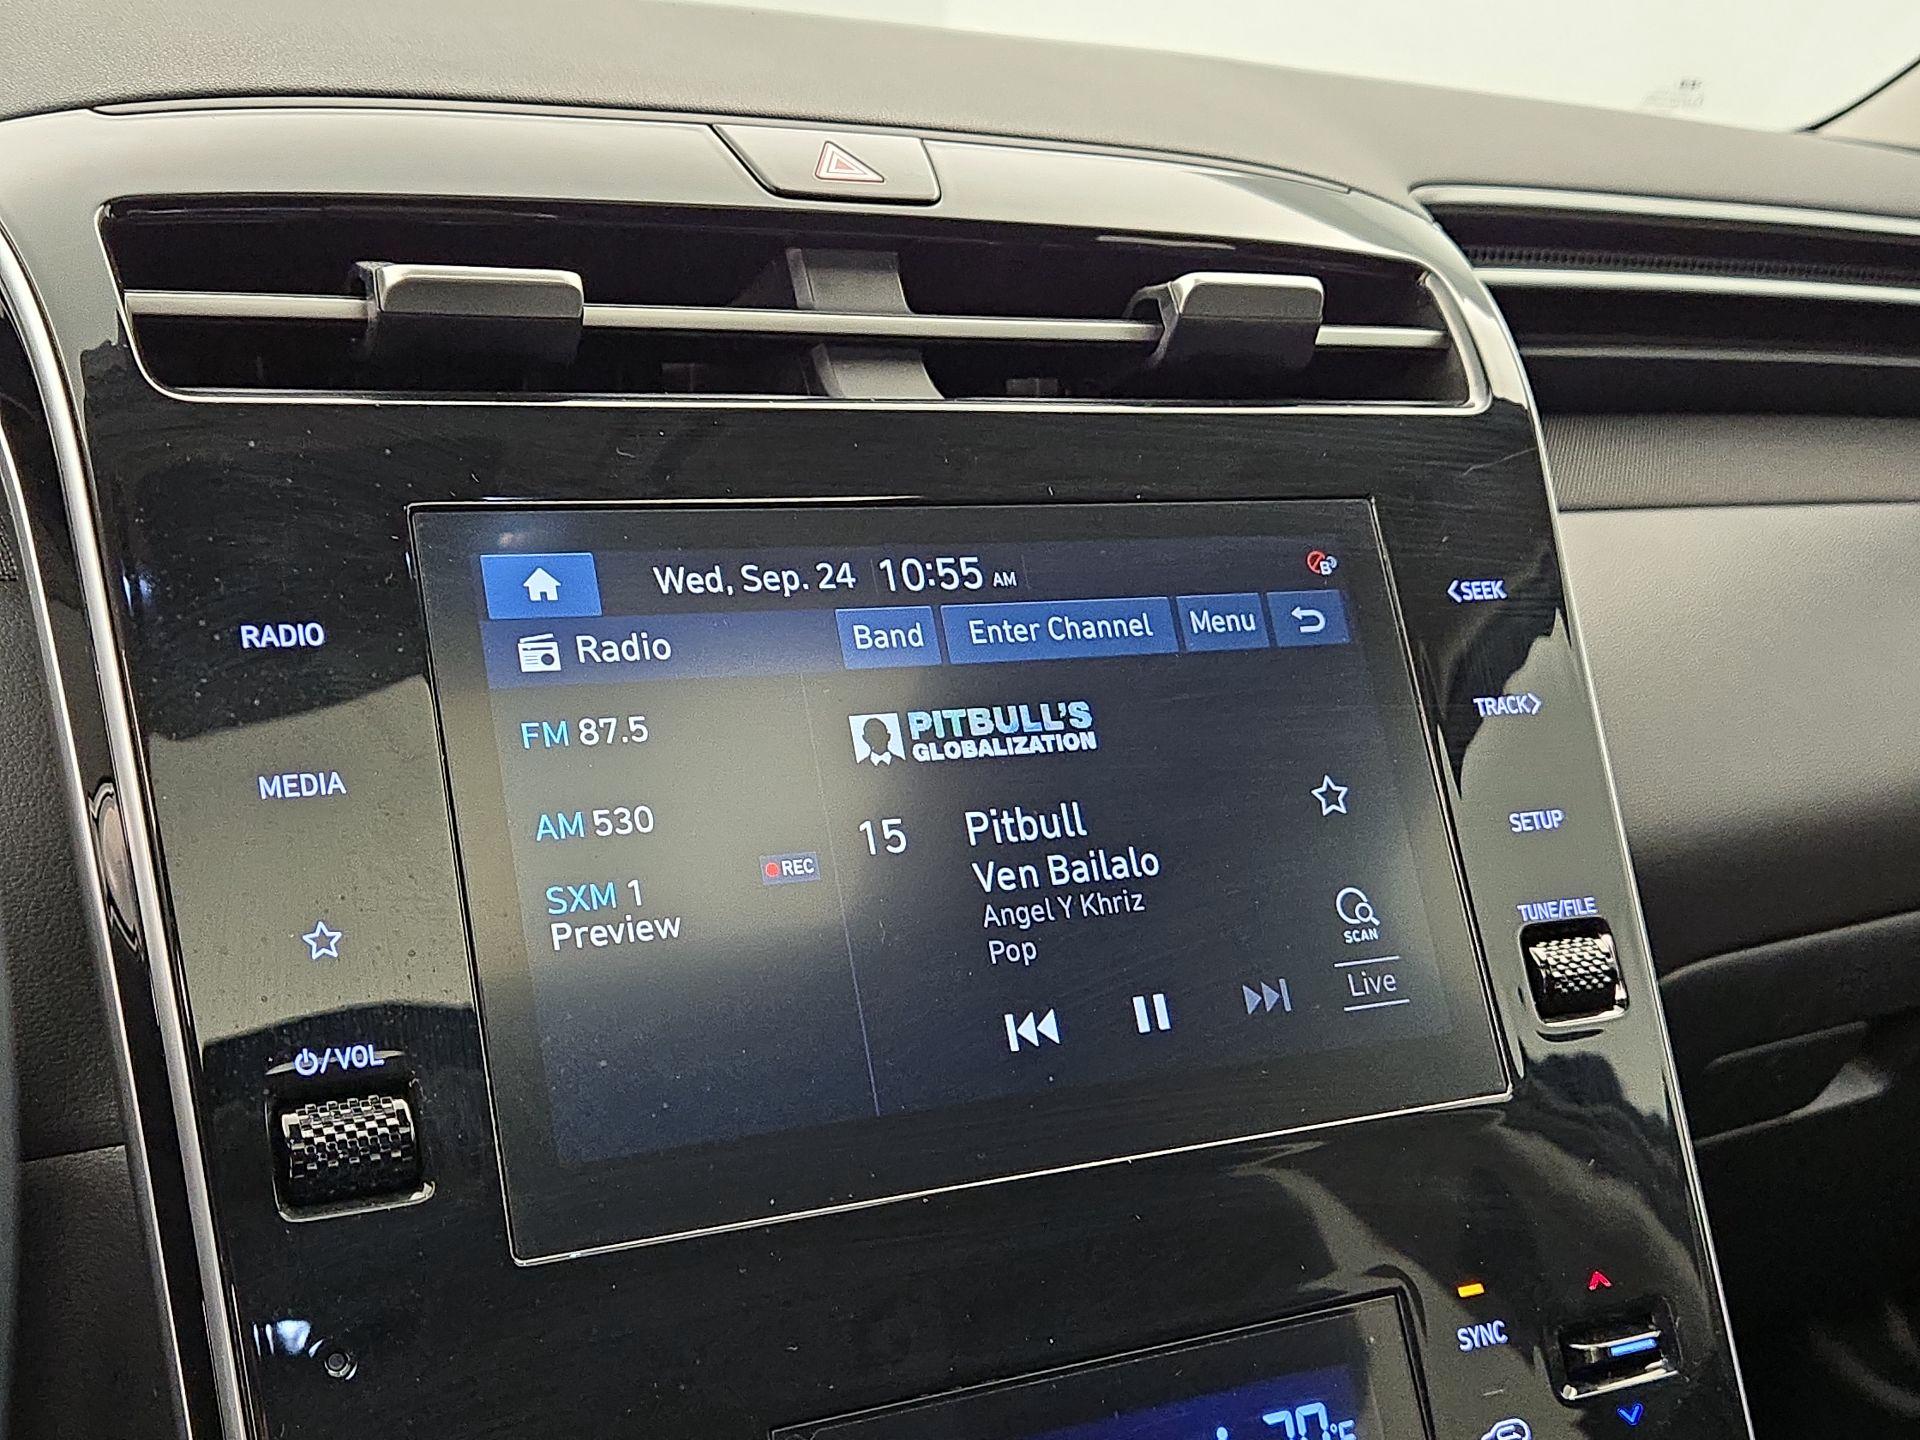 Wed, Sep. 24 10:55 AM
B
Radio
Band
Enter Channel
Menu
FM 87.5
AM 530
SXM 1
Preview
REC
PITBULL'S
GLOBALIZATION
15
Pitbull
Ven Bailalo
Angel Y Khriz
Pop
SCAN
Live
RADIO
MEDIA
/VOL
<SEEK
TRACK>
SETUP
TUNE/FILE
SYNC
70°F